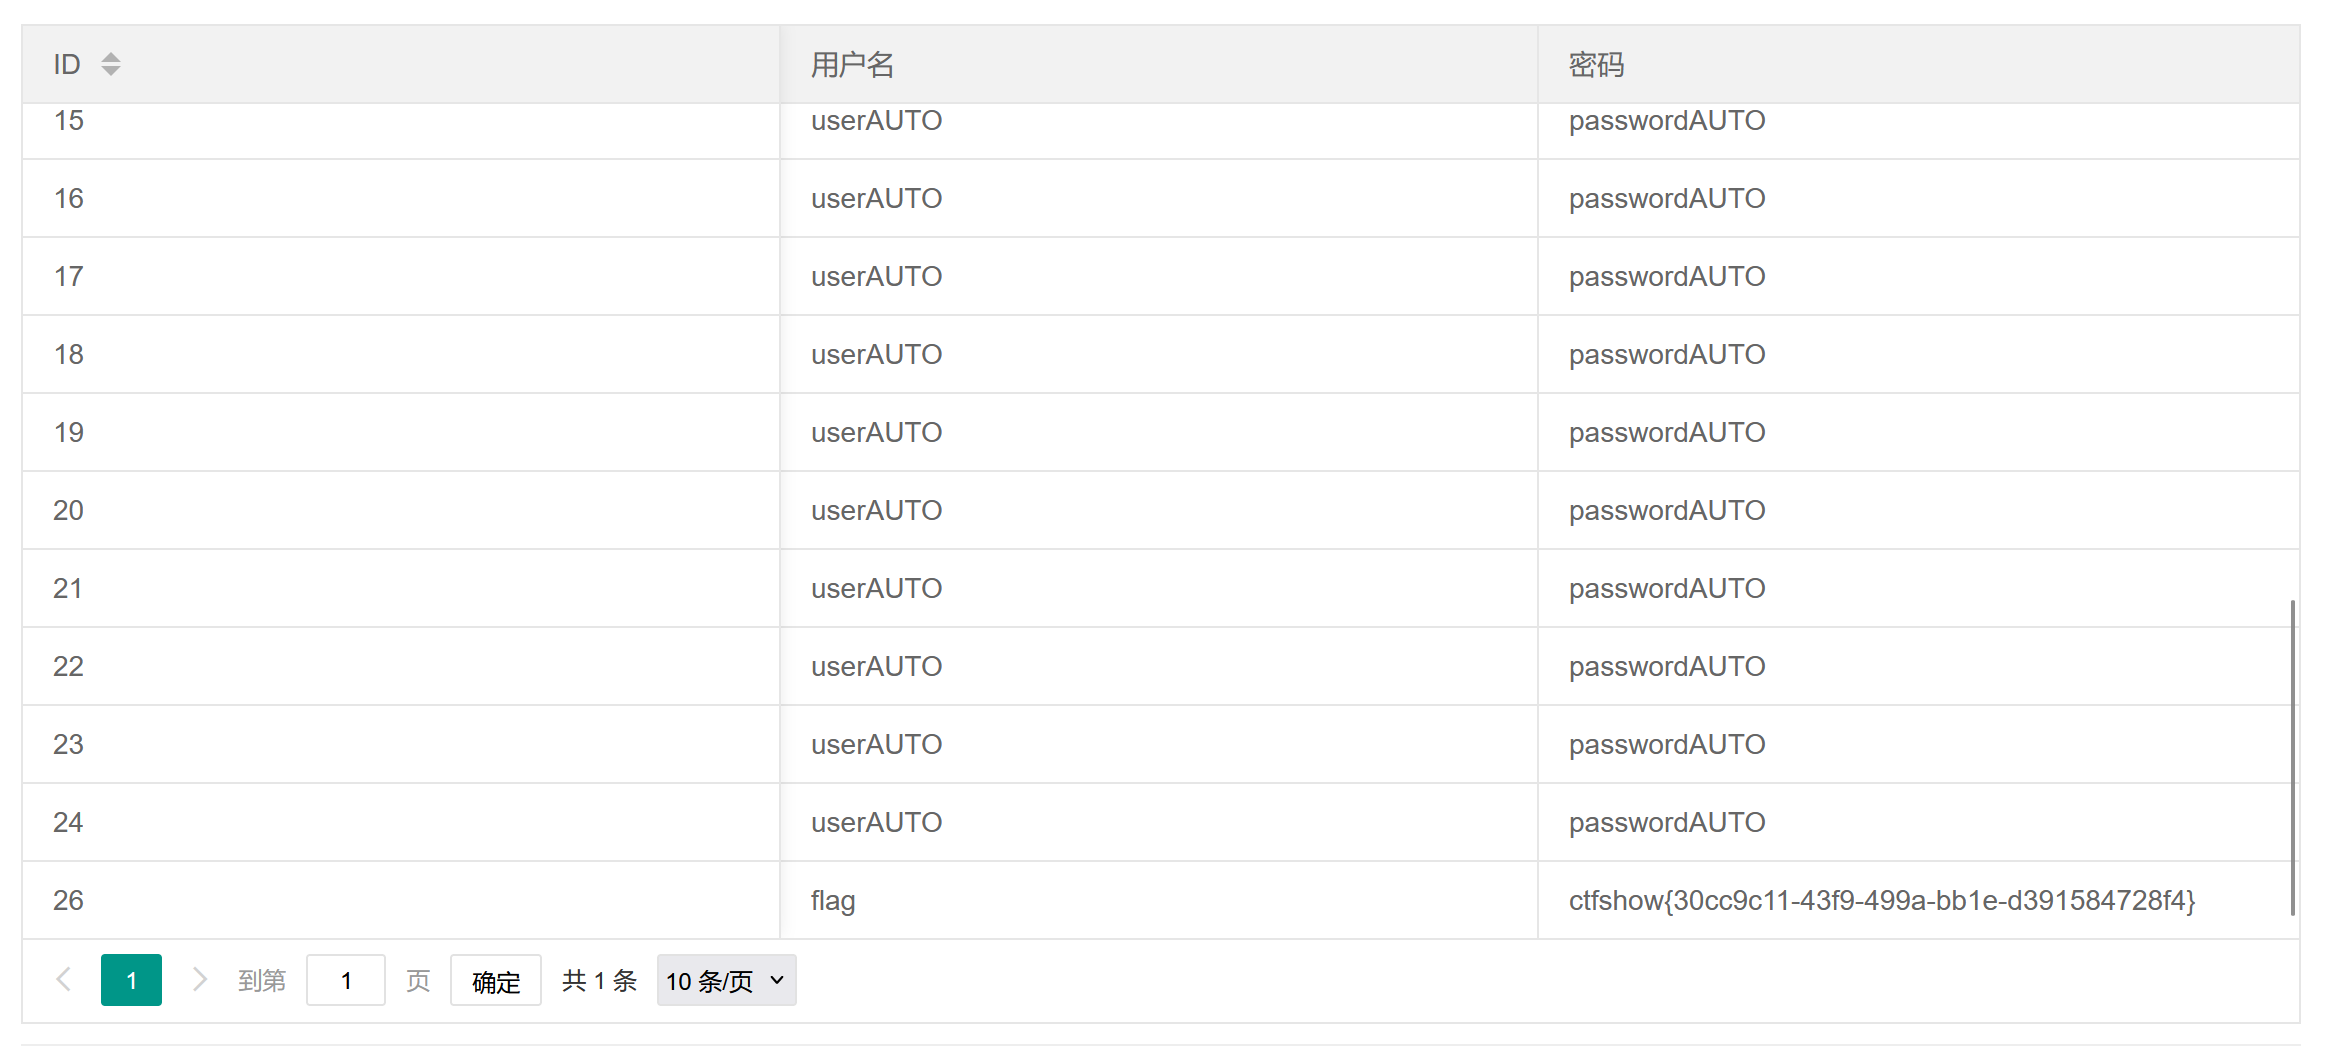 ID 用户名 密码
15 userAUTO passwordAUTO
16 userAUTO passwordAUTO
17 userAUTO passwordAUTO
18 userAUTO passwordAUTO
19 userAUTO passwordAUTO
20 userAUTO passwordAUTO
21 userAUTO passwordAUTO
22 userAUTO passwordAUTO
23 userAUTO passwordAUTO
24 userAUTO passwordAUTO
26 flag ctfshow{30cc9c11-43f9-499a-bb1e-d391584728f4}
1 到第 1 页 确定 共 1 条 10 条/页